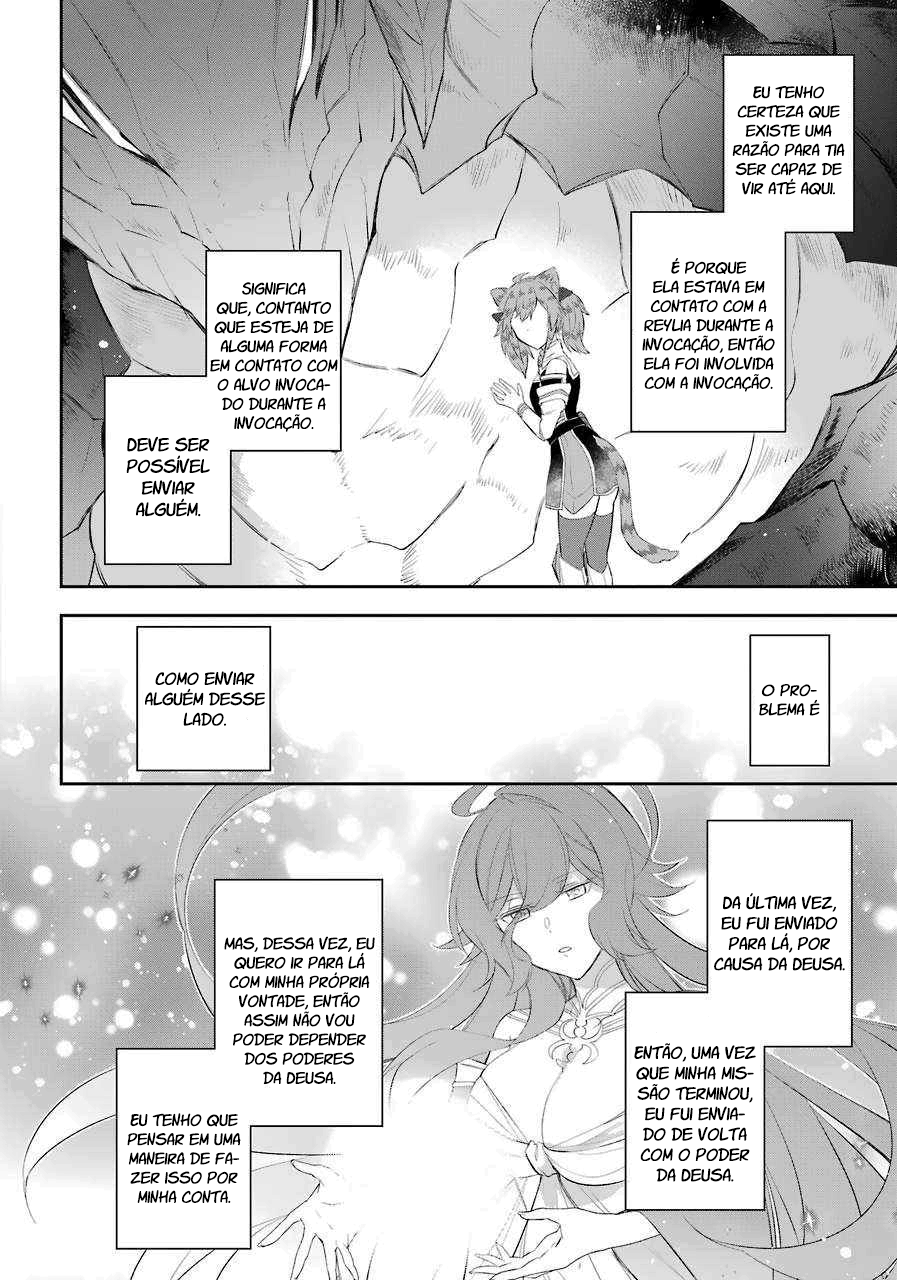 EU TENHO
CERTEZA QUE
EXISTE UMA
RAZÃO PARA TIA
SER CAPAZ DE
VIR ATÉ AQUI.
É PORQUE
ELA ESTAVA EM
CONTATO COM A
REYLIA DURANTE A
INVOCAÇÃO, ENTÃO
ELA FOI INVOLVIDA
COM A INVOCAÇÃO.
SIGNIFICA
QUE, CONTANTO
QUE ESTEJA DE
ALGUMA FORMA
EM CONTATO COM
O ALVO INVOCA-
DO DURANTE A
INVOCAÇÃO.
DEVE SER
POSSÍVEL
ENVIAR
ALGUÉM.
O PRO-
BLEMA É
COMO ENVIAR
ALGUÉM DESSE
LADO.
DA ÚLTIMA VEZ,
EU FUI ENVIADO
PARA LÁ, POR
CAUSA DA DEUSA.
ENTÃO, UMA VEZ
QUE MINHA MIS-
SÃO TERMINOU,
EU FUI ENVIA-
DO DE VOLTA
COM O PODER
DA DEUSA.
MAS, DESSA VEZ, EU
QUERO IR PARA LÁ
COM MINHA PRÓPRIA
VONTADE, ENTÃO
ASSIM NÃO VOU
PODER DEPENDER
DOS PODERES
DA DEUSA.
EU TENHO QUE
PENSAR EM UMA
MANEIRA DE FA-
ZER ISSO POR
MINHA CONTA.